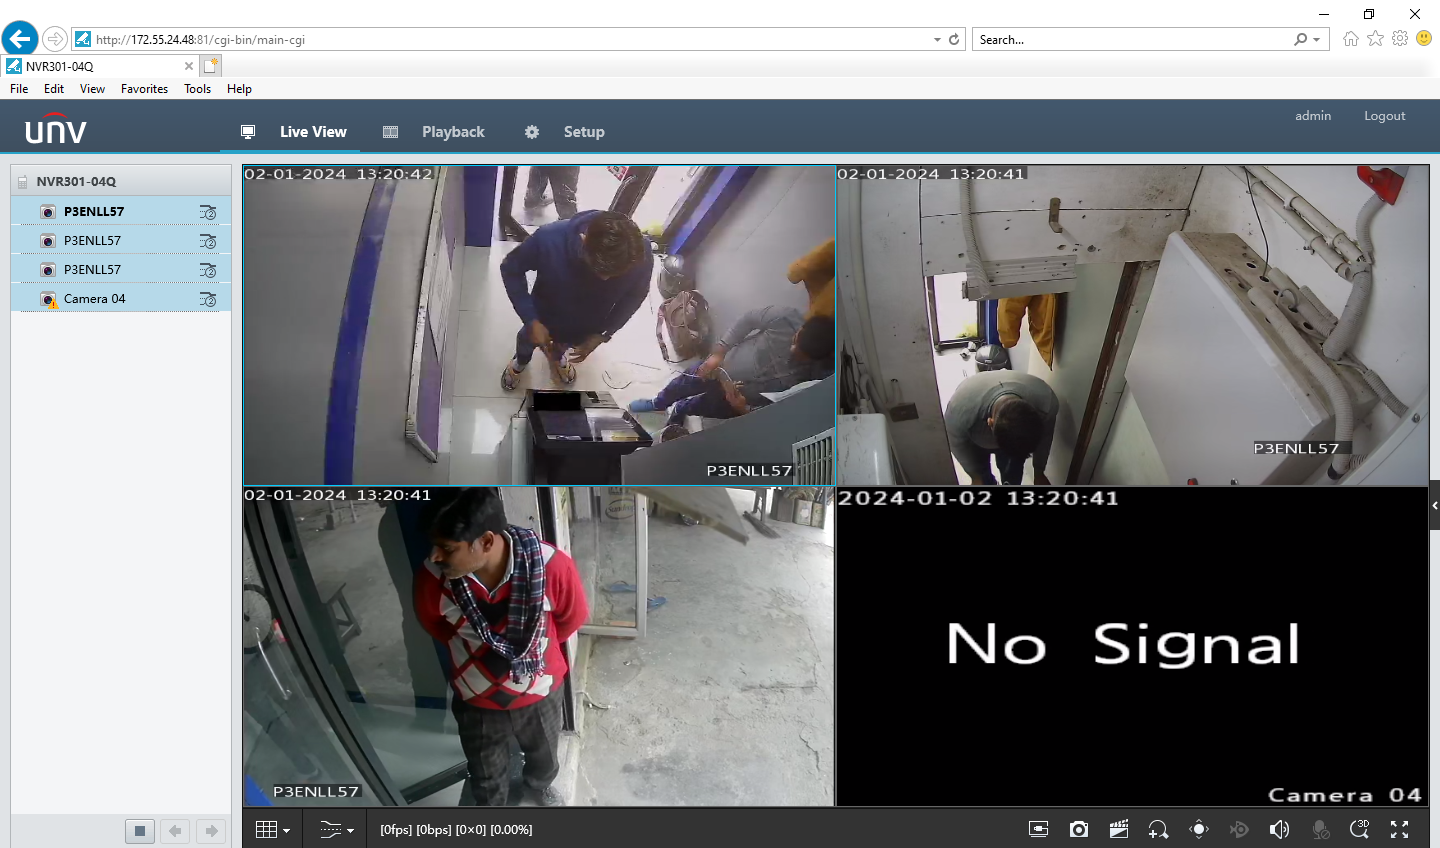 http://172.55.24.48:81/cgi-bin/main-cgi
Search...
NVR301-04Q
File Edit View Favorites Tools Help
unv
Live View
Playback
Setup
admin
Logout
NVR301-04Q
P3ENLL57
P3ENLL57
P3ENLL57
Camera 04
02-01-2024 13:20:42
P3ENLL57
02-01-2024 13:20:41
P3ENLL57
02-01-2024 13:20:41
P3ENLL57
2024-01-02 13:20:41
No Signal
Camera 04
[0fps] [0bps] [0×0] [0.00%]
3D